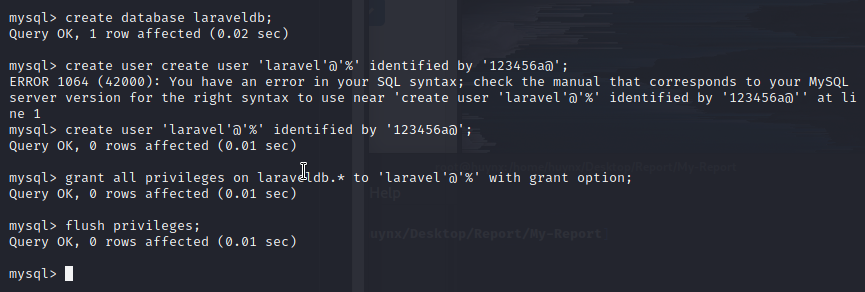 mysql> create database laraveldb;
Query OK, 1 row affected (0.02 sec)
mysql> create user create user 'laravel'@'%' identified by '123456a@';
ERROR 1064 (42000): You have an error in your SQL syntax; check the manual that corresponds to your MySQL
server version for the right syntax to use near 'create user 'laravel'@'%' identified by '123456a@'' at li
ne 1
mysql> create user 'laravel'@'%' identified by '123456a@';
Query OK, 0 rows affected (0.01 sec)
mysql> grant all privileges on laraveldb.* to 'laravel'@'%' with grant option;
Query OK, 0 rows affected (0.01 sec)
Help
mysql> flush privileges;
uynx/Desktop/Report/My-Report
Query OK, 0 rows affected (0.01 sec)
mysql>